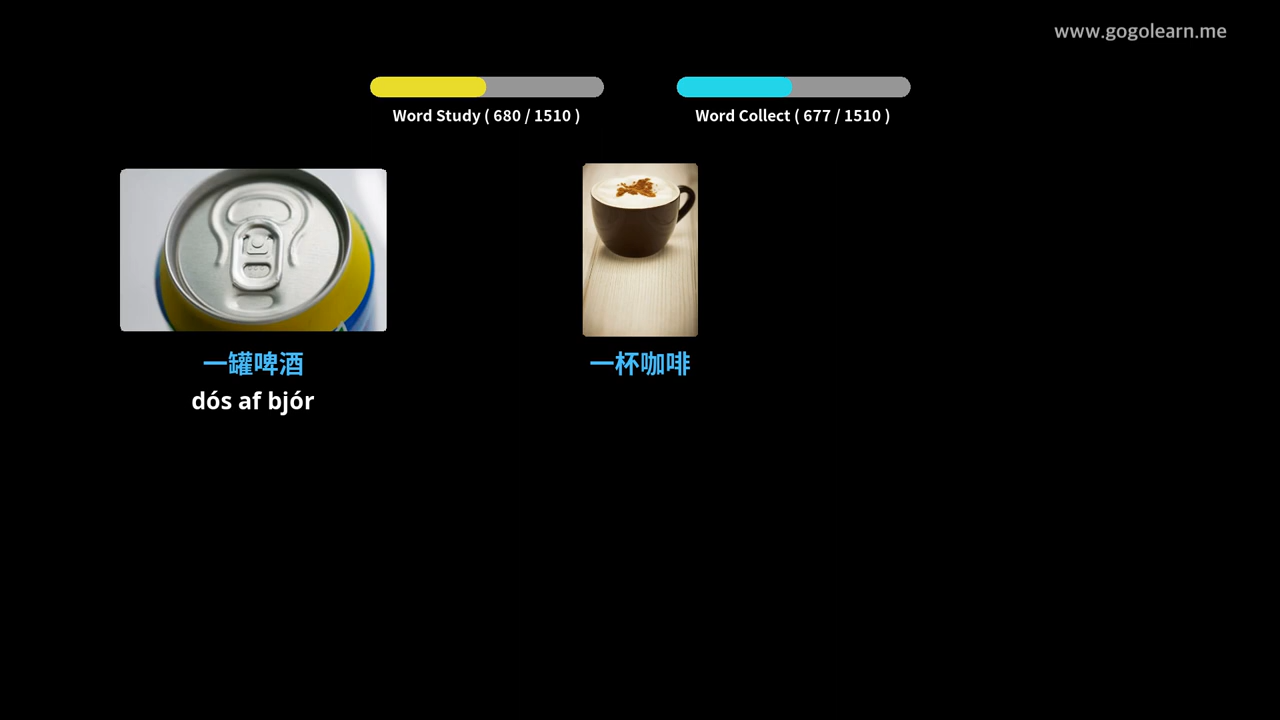 www.gogolearn.me
Word Study ( 680 / 1510 )
Word Collect ( 677 / 1510 )
一罐啤酒
dós af bjór
一杯咖啡